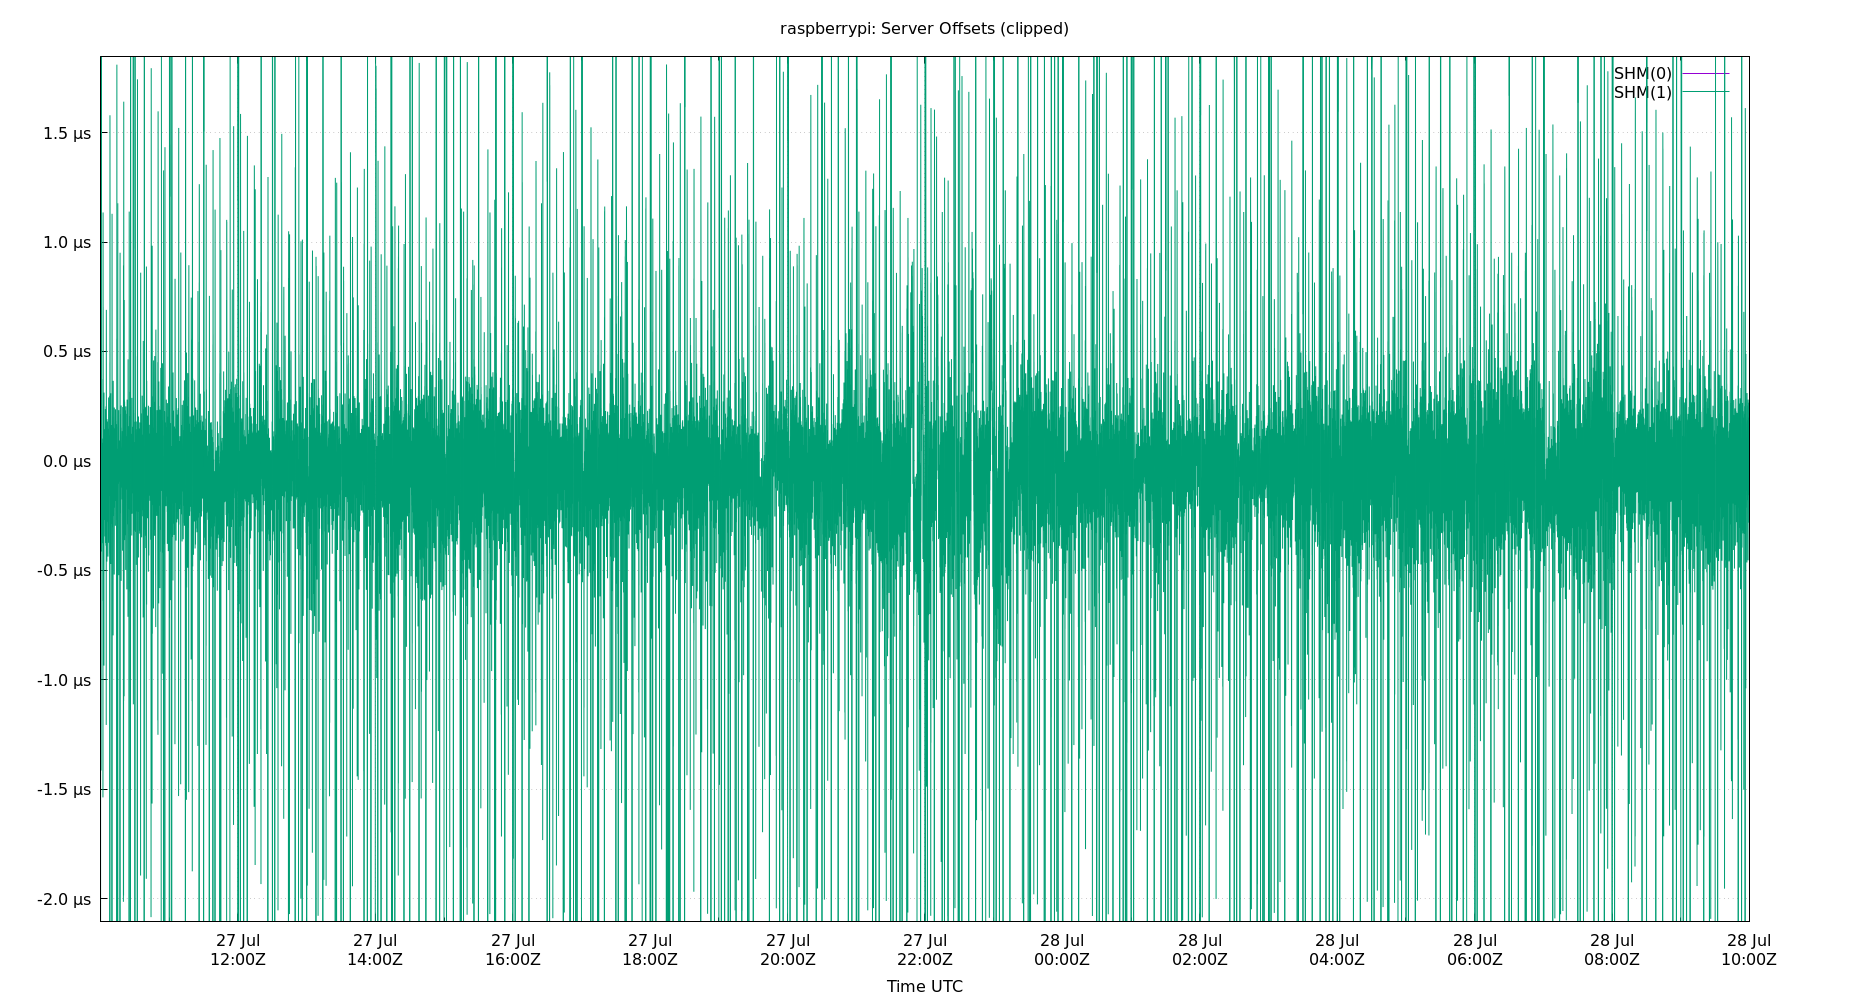 raspberrypi: Server Offsets (clipped)
SHM(0)
SHM(1)
1.5 µs
1.0 µs
0.5 µs
0.0 µs
-0.5 µs
-1.0 µs
-1.5 µs
-2.0 µs
27 Jul 27 Jul 27 Jul 27 Jul 27 Jul 27 Jul 28 Jul 28 Jul 28 Jul 28 Jul 28 Jul 28 Jul
12:00Z 14:00Z 16:00Z 18:00Z 20:00Z 22:00Z 00:00Z 02:00Z 04:00Z 06:00Z 08:00Z 10:00Z
Time UTC